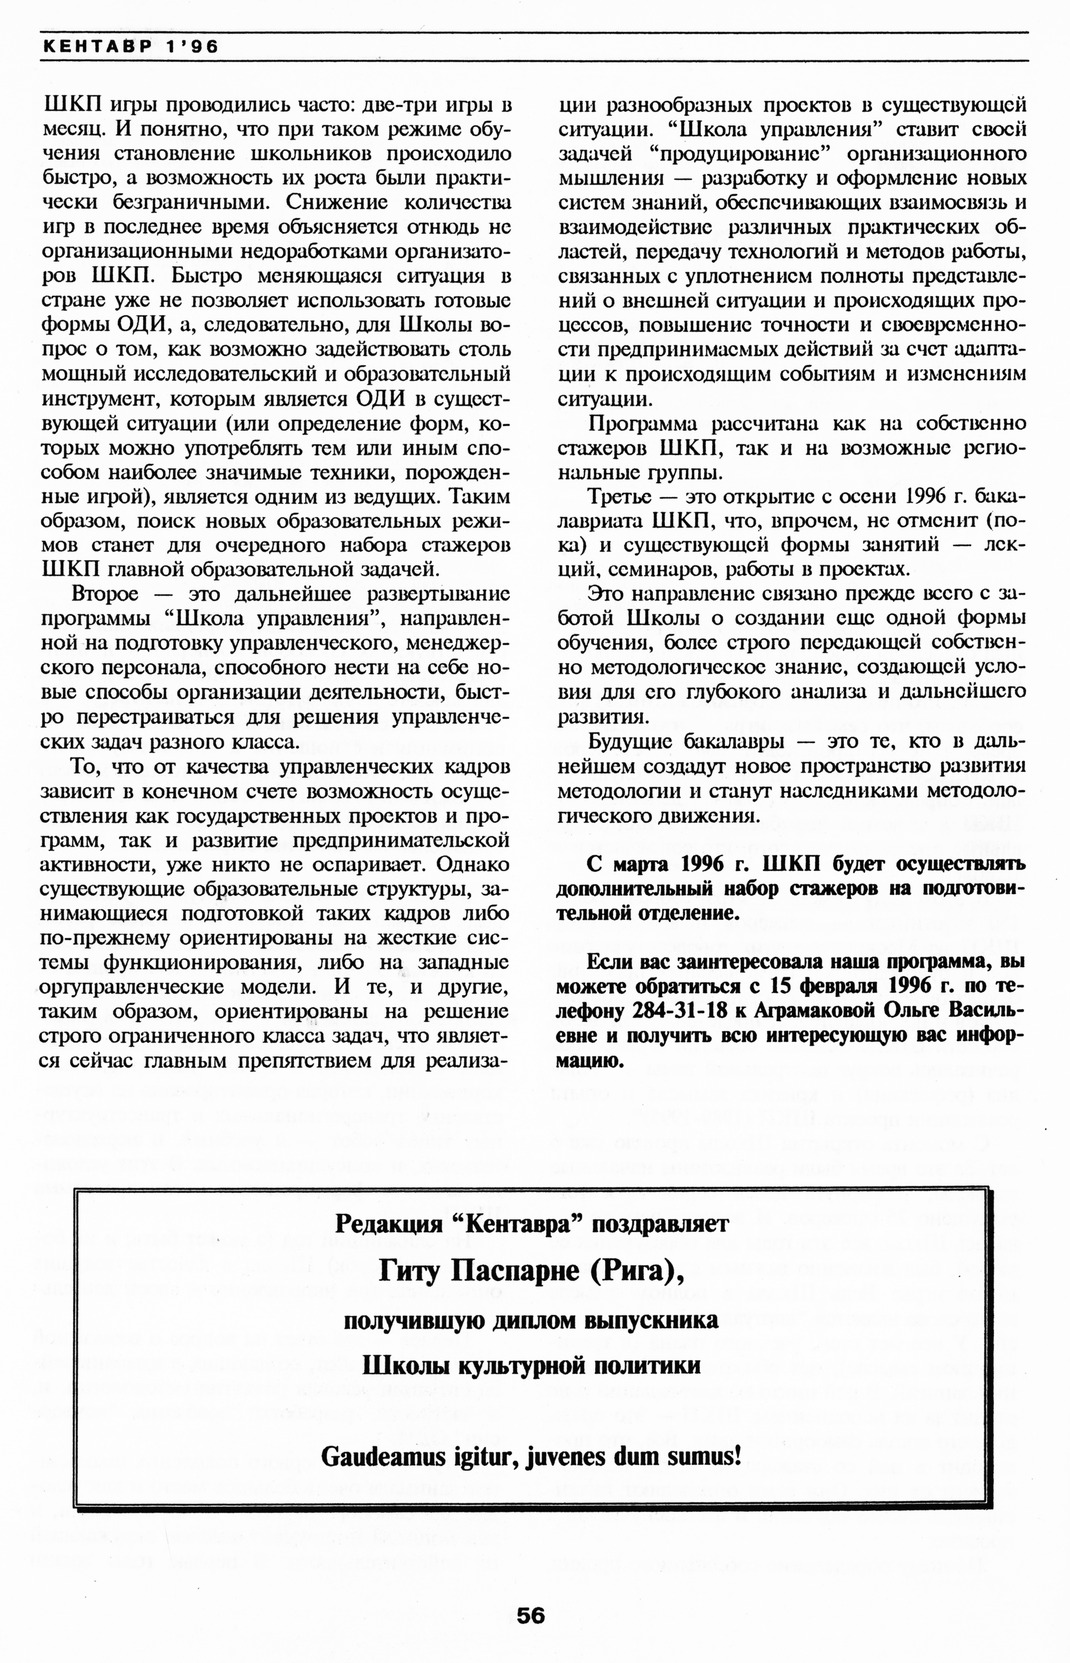 КЕНТАВР 1'96
ШКП игры проводились часто: две-три игры в
месяц. И понятно, что при таком режиме обу-
чения становление школьников происходило
быстро, а возможность их роста были практи-
чески безграничными. Снижение количества
игр в последнее время объясняется отнюдь не
организационными недоработками организато-
ров ШКП. Быстро меняющаяся ситуация в
стране уже не позволяет использовать готовые
формы ОДИ, а, следовательно, для Школы во-
прос о том, как возможно задействовать столь
мощный исследовательский и образовательный
инструмент, которым является ОДИ в сущест-
вующей ситуации (или определение форм, ко-
торых можно употреблять тем или иным спо-
собом наиболее значимые техники, порожден-
ные игрой), является одним из ведущих. Таким
образом, поиск новых образовательных режи-
мов станет для очередного набора стажеров
ШКП главной образовательной задачей.
Второе — это дальнейшее развертывание
программы “Школа управления”, направлен-
ной на подготовку управленческого, менеджер-
ского персонала, способного нести на себе но-
вые способы организации деятельности, быст-
ро перестраиваться для решения управленче-
ских задач разного класса.
То, что от качества управленческих кадров
зависит в конечном счете возможность осуще-
ствления как государственных проектов и про-
грамм, так и развитие предпринимательской
активности, уже никто не оспаривает. Однако
существующие образовательные структуры, за-
нимающиеся подготовкой таких кадров либо
по-прежнему ориентированы на жесткие сис-
темы функционирования, либо на западные
оргуправленческие модели. И те, и другие,
таким образом, ориентированы на решение
строго ограниченного класса задач, что являет-
ся сейчас главным препятствием для реализа-
ции разнообразных проектов в существующей
ситуации. “Школа управления” ставит своей
задачей “продуцирование” организационного
мышления — разработку и оформление новых
систем знаний, обеспечивающих взаимосвязь и
взаимодействие различных практических об-
ластей, передачу технологий и методов работы,
связанных с уплотнением полноты представле-
ний о внешней ситуации и происходящих про-
цессов, повышение точности и своевременно-
сти предпринимаемых действий за счет адапта-
ции к происходящим событиям и изменениям
ситуации.
Программа рассчитана как на собственно
стажеров ШКП, так и на возможные регио-
нальные группы.
Третье — это открытие с осени 1996 г. бака-
лавриата ШКП, что, впрочем, не отменит (по-
ка) и существующей формы занятий — лек-
ций, семинаров, работы в проектах.
Это направление связано прежде всего с за-
ботой Школы о создании еще одной формы
обучения, более строго передающей собствен-
но методологическое знание, создающей усло-
вия для его глубокого анализа и дальнейшего
развития.
Будущие бакалавры — это те, кто в даль-
нейшем создадут новое пространство развития
методологии и станут наследниками методоло-
гического движения.
С марта 1996 г. ШКП будет осуществлять
дополнительный набор стажеров на подготови-
тельной отделение.
Если вас заинтересовала наша программа, вы
можете обратиться с 15 февраля 1996 г. по те-
лефону 284-31-18 к Аграмаковой Ольге Василь-
евне и получить всю интересующую вас инфор-
мацию.
Редакция “Кентавра” поздравляет
Гиту Паспарне (Рига),
получившую диплом выпускника
Школы культурной политики
Gaudeamus igitur, juvenes dum sumus!
56